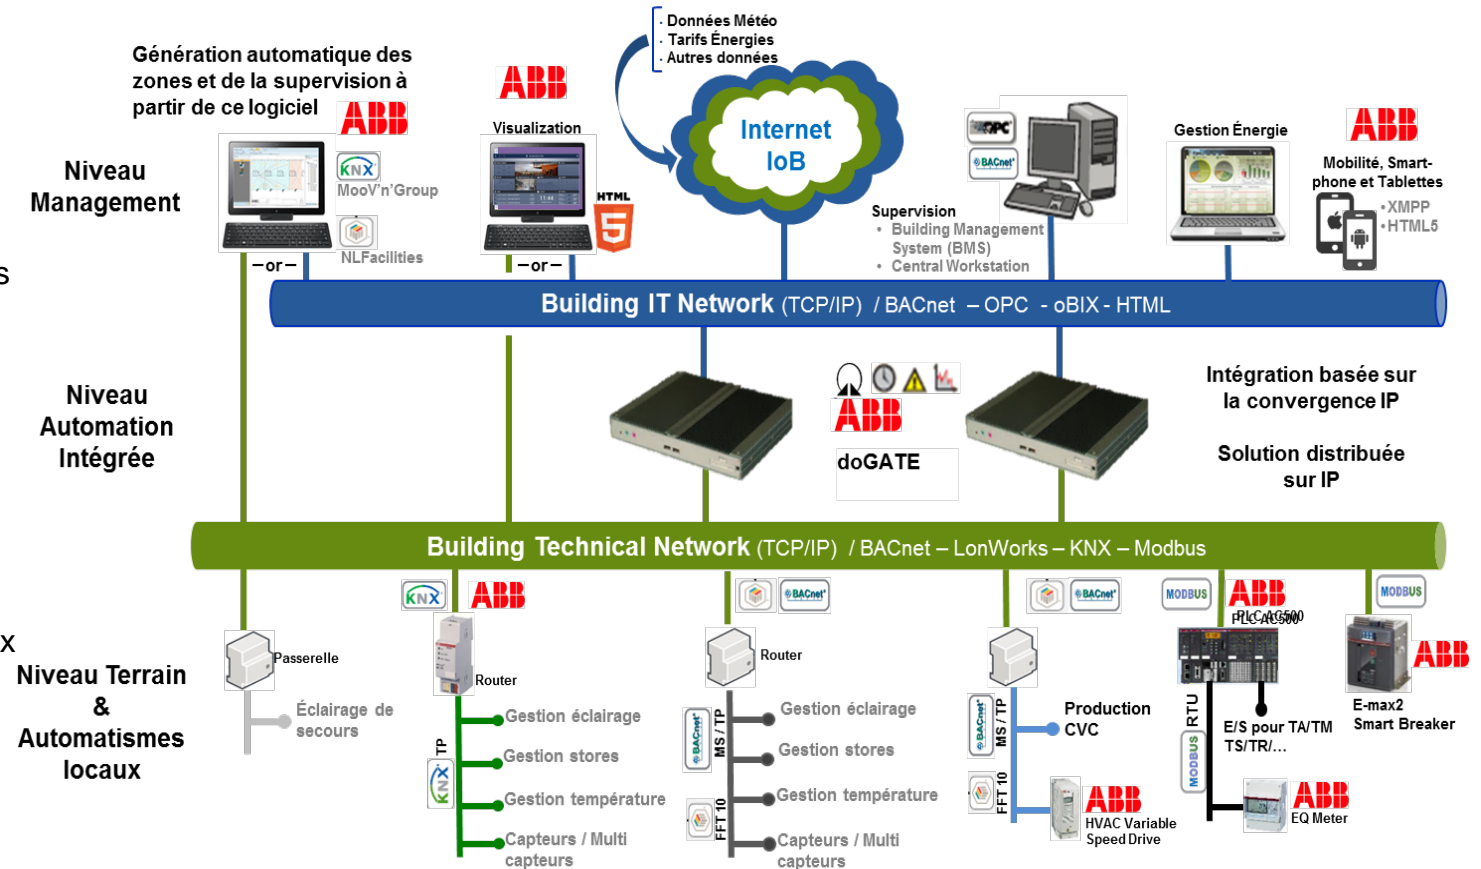 · Données Météo
· Tarifs Énergies
· Autres données
Génération automatique des
zones et de la supervision à
partir de ce logiciel
ABB
ABB
Visualization
Internet
IoB
OPC
BACnet
Gestion Énergie
ABB
Niveau
Management
KNX
MooV'n'Group
NLFacilities
HTML
5
Mobilité, Smart-
phone et Tablettes
• XMPP
• HTML5
Supervision
• Building Management
System (BMS)
• Central Workstation
–or–
–or–
s
Building IT Network (TCP/IP) / BACnet – OPC - oBIX - HTML
Niveau
Automation
Intégrée
ABB
doGATE
Intégration basée sur
la convergence IP
Solution distribuée
sur IP
Building Technical Network (TCP/IP) / BACnet – LonWorks – KNX – Modbus
KNX
ABB
BACnet
BACnet
MODBUS
ABB
MODBUS
PLC AC500
PLC AC500
x
Niveau Terrain
&
Automatismes
locaux
Passerelle
Router
Router
ABB
E-max2
Smart Breaker
Éclairage de
secours
KNX TP
Gestion éclairage
Gestion stores
Gestion température
Capteurs / Multi
capteurs
BACnet MS / TP
FFT 10
Gestion éclairage
Gestion stores
Gestion température
Capteurs / Multi
capteurs
BACnet MS / TP
FFT 10
Production
CVC
ABB
HVAC Variable
Speed Drive
MODBUS RTU
E/S pour TA/TM
TS/TR/...
ABB
EQ Meter